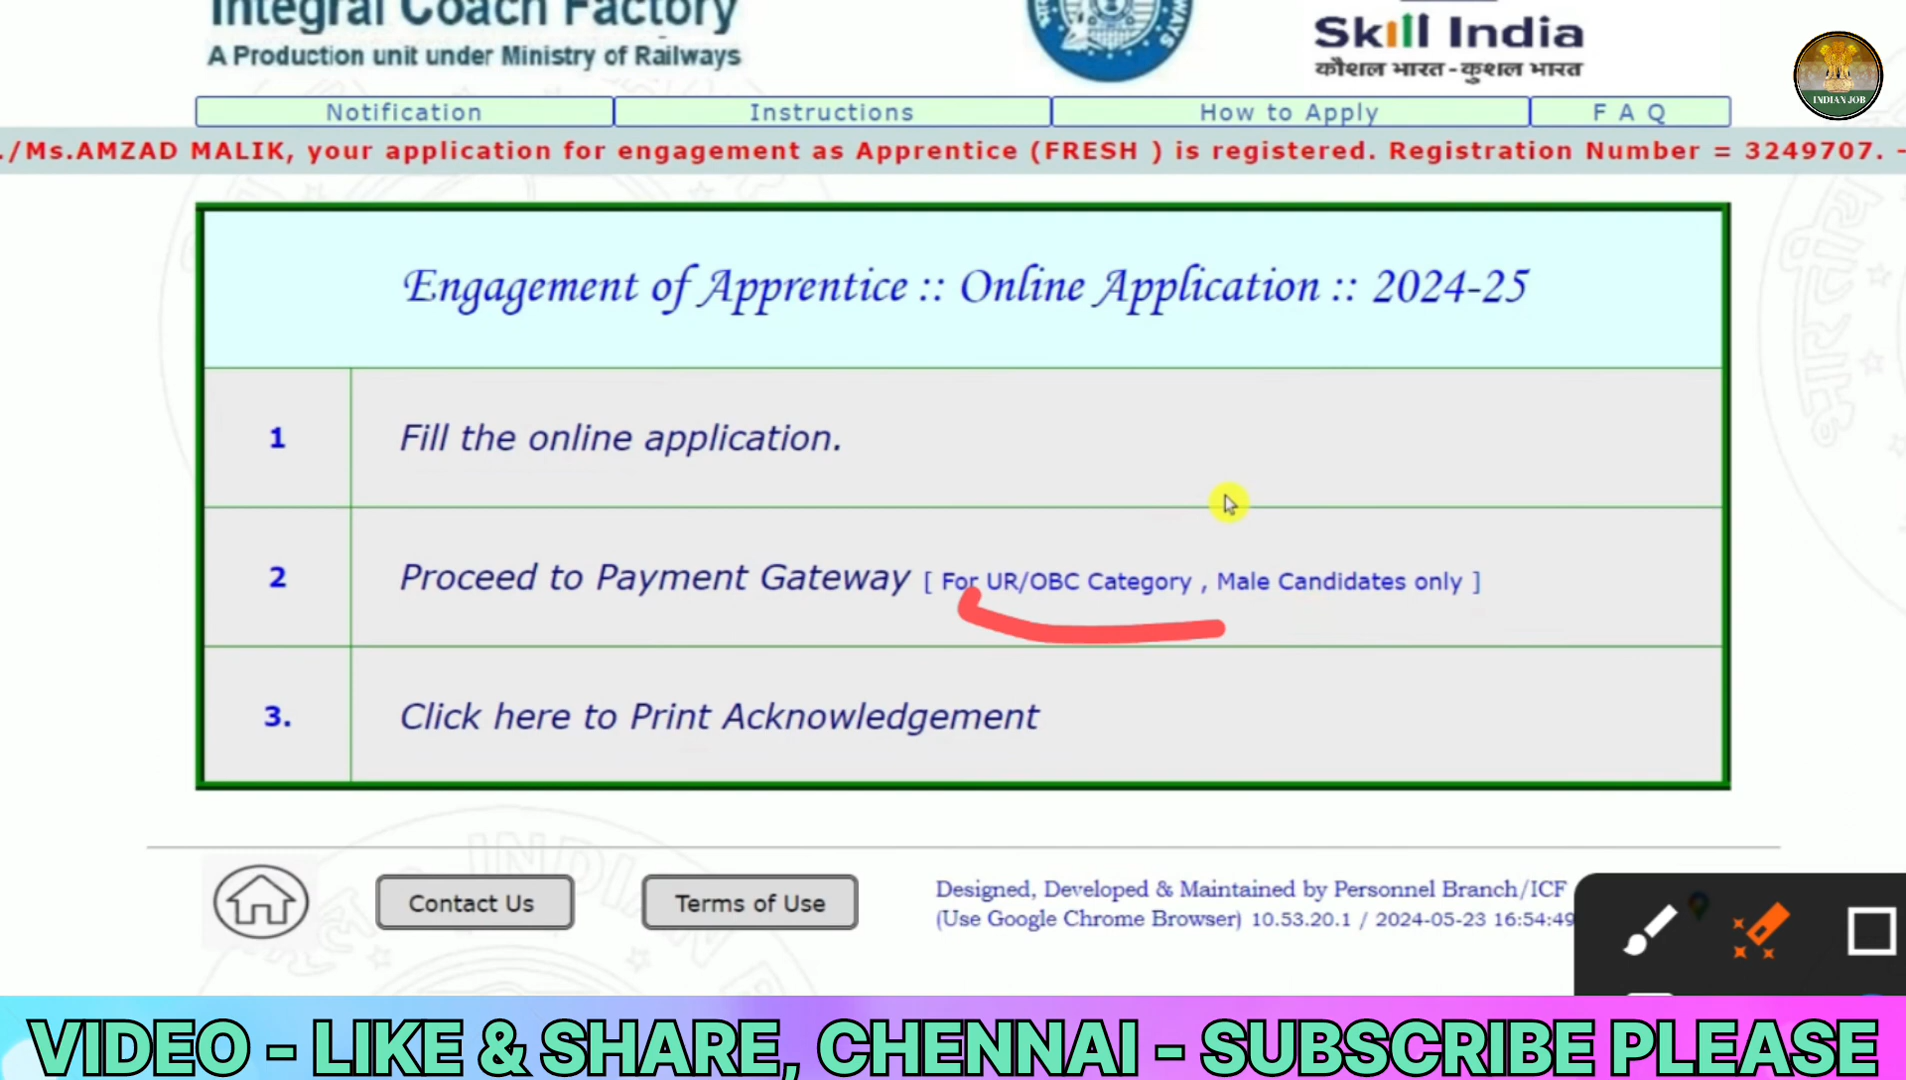 Integral Coach Factory
A Production unit under Ministry of Railways
Skill India
कौशल भारत-कुशल भारत
INDIAN JOB
Notification
Instructions
How to Apply
F A Q
./Ms.AMZAD MALIK, your application for engagement as Apprentice (FRESH ) is registered. Registration Number = 3249707. -
Engagement of Apprentice :: Online Application :: 2024-25
1 Fill the online application.
2 Proceed to Payment Gateway [ For UR/OBC Category , Male Candidates only ]
3. Click here to Print Acknowledgement
Contact Us
Terms of Use
Designed, Developed & Maintained by Personnel Branch/ICF
(Use Google Chrome Browser) 10.53.20.1 / 2024-05-23 16:54:49
VIDEO - LIKE & SHARE, CHENNAI - SUBSCRIBE PLEASE